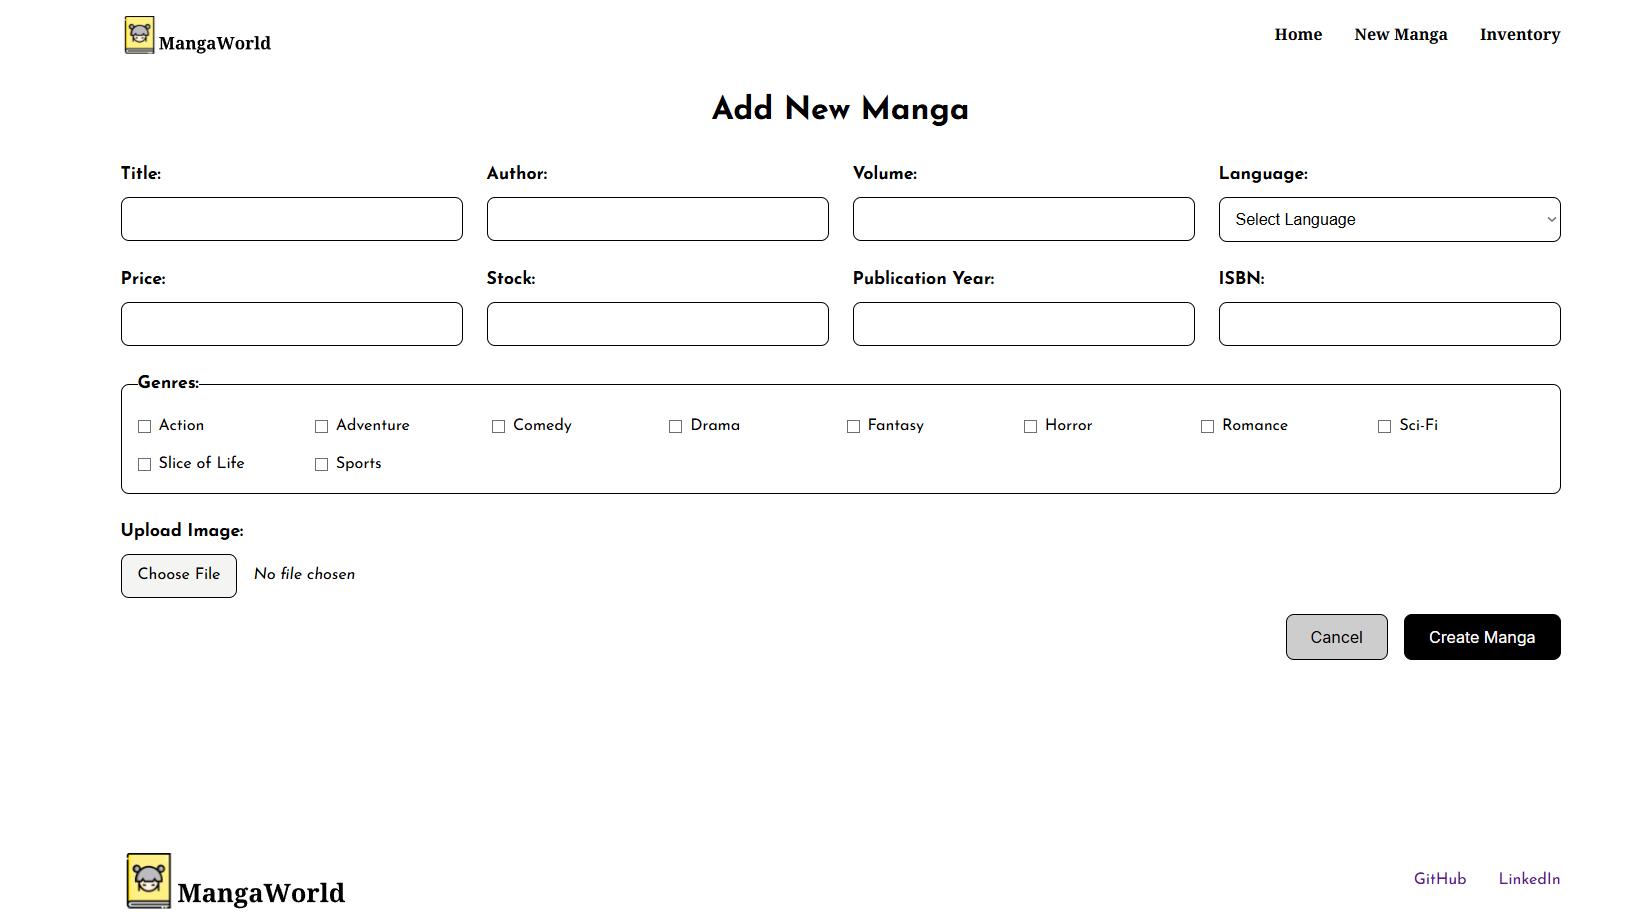 MangaWorld
Home New Manga Inventory
Add New Manga
Title: Author: Volume: Language:
Select Language
Price: Stock: Publication Year: ISBN:
Genres:
Action Adventure Comedy Drama Fantasy Horror Romance Sci-Fi
Slice of Life Sports
Upload Image:
Choose File No file chosen
Cancel Create Manga
MangaWorld
GitHub LinkedIn